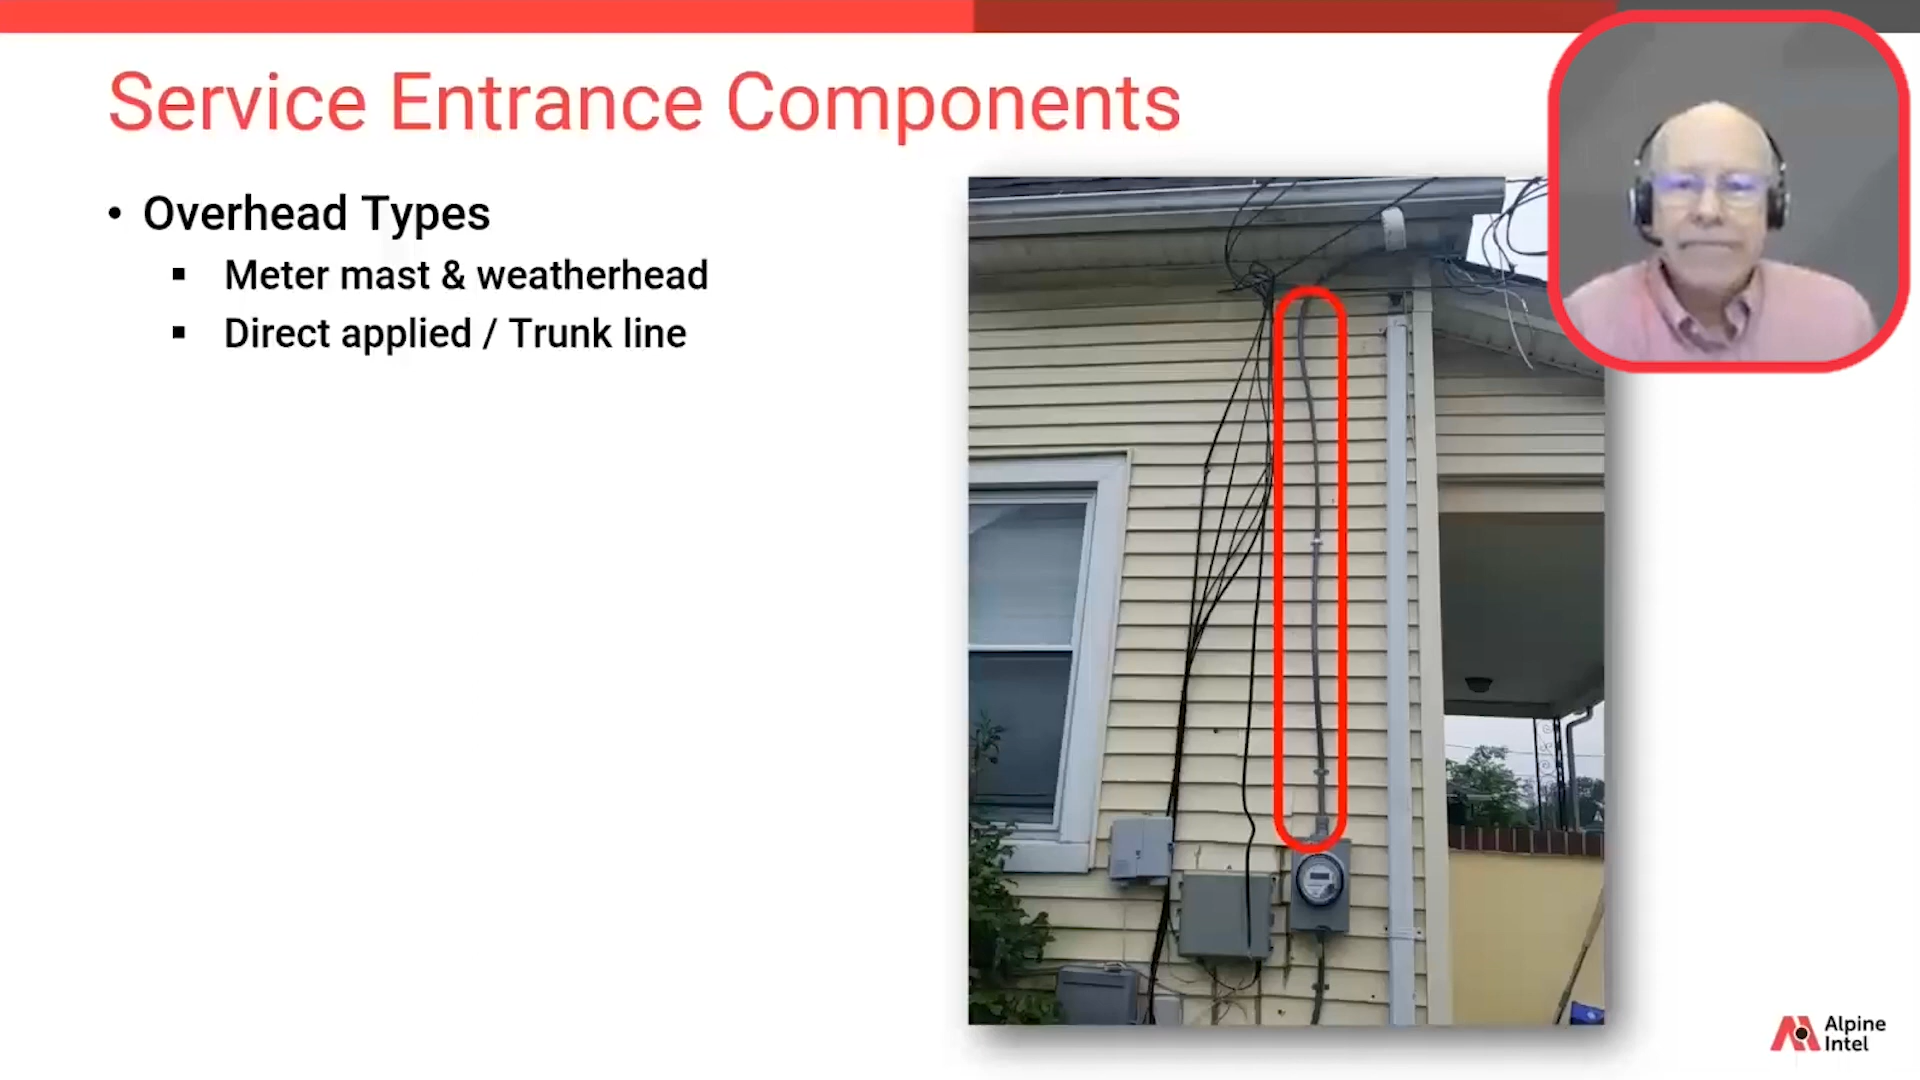 Service Entrance Components
• Overhead Types
▪ Meter mast & weatherhead
▪ Direct applied / Trunk line
Alpine
Intel